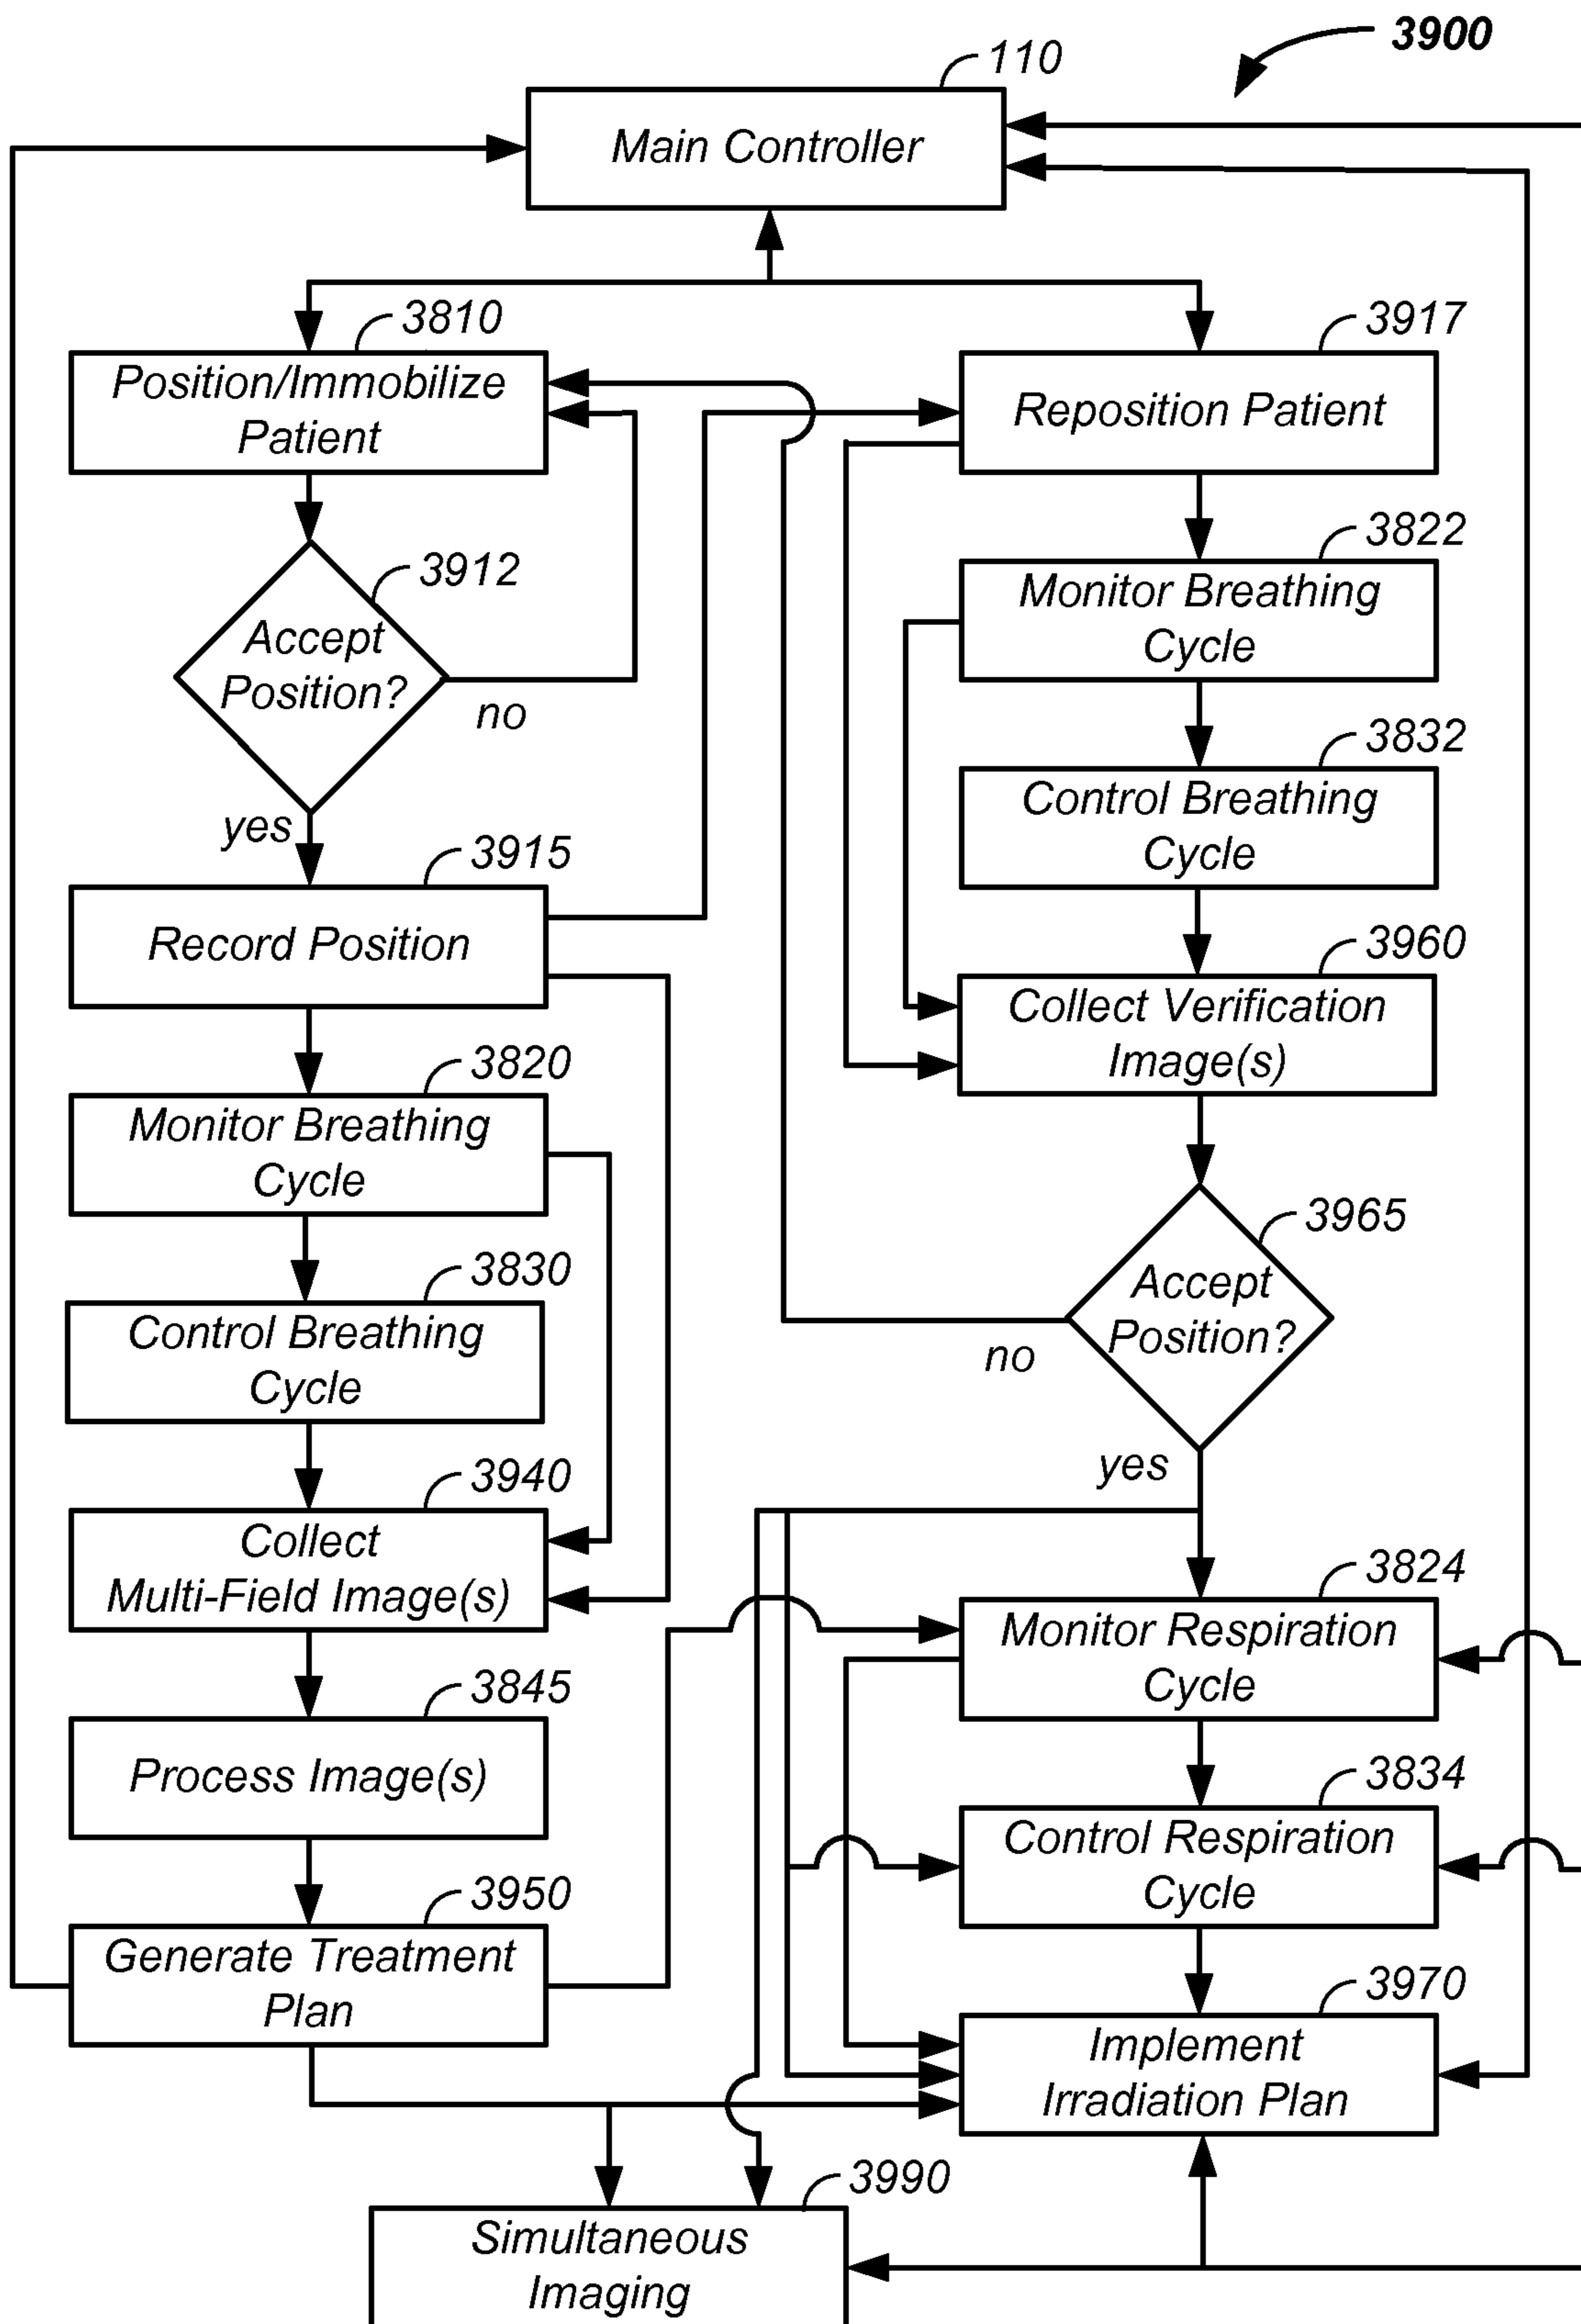 3900
110
Main Controller
3810
Position/Immobilize
Patient
3917
Reposition Patient
3912
Accept
Position?
no
yes
3822
Monitor Breathing
Cycle
3832
Control Breathing
Cycle
3915
Record Position
3960
Collect Verification
Image(s)
3820
Monitor Breathing
Cycle
3965
Accept
Position?
no
yes
3830
Control Breathing
Cycle
3940
Collect
Multi-Field Image(s)
3824
Monitor Respiration
Cycle
3845
Process Image(s)
3834
Control Respiration
Cycle
3950
Generate Treatment
Plan
3970
Implement
Irradiation Plan
3990
Simultaneous
Imaging